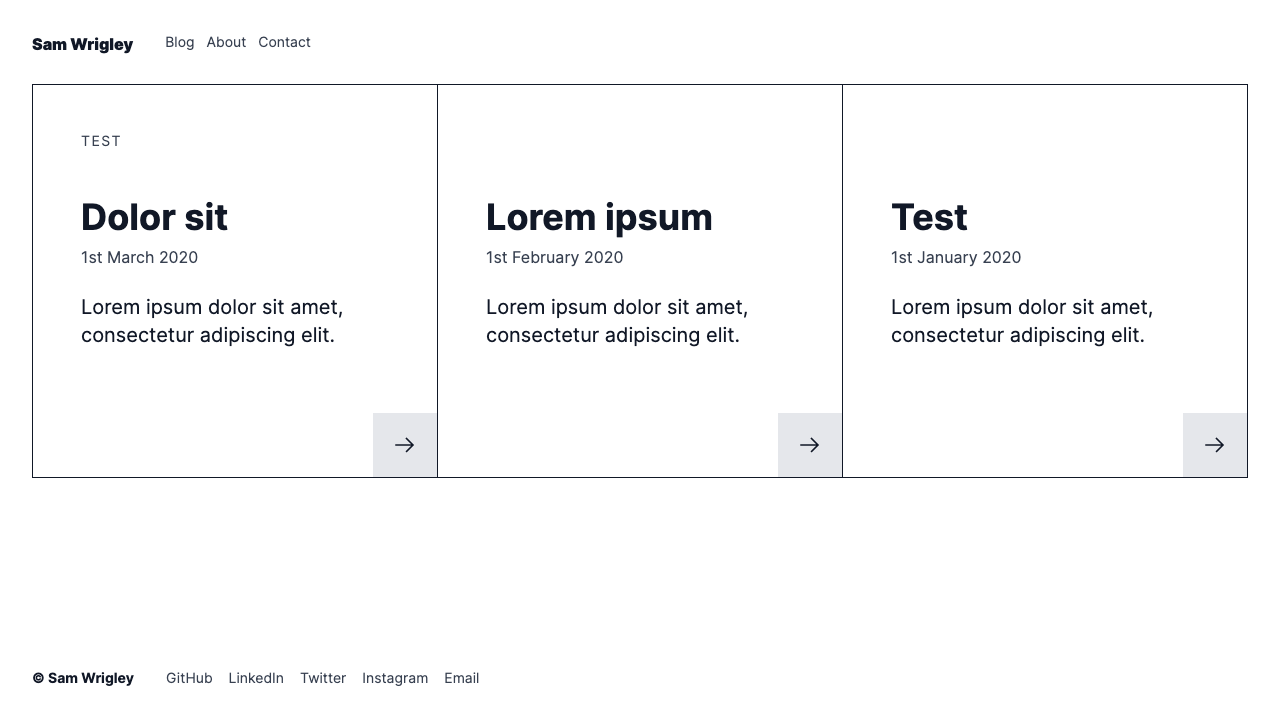 Sam Wrigley
Blog About Contact
TEST
Dolor sit
1st March 2020
Lorem ipsum dolor sit amet,
consectetur adipiscing elit.
Lorem ipsum
1st February 2020
Lorem ipsum dolor sit amet,
consectetur adipiscing elit.
Test
1st January 2020
Lorem ipsum dolor sit amet,
consectetur adipiscing elit.
© Sam Wrigley
GitHub LinkedIn Twitter Instagram Email